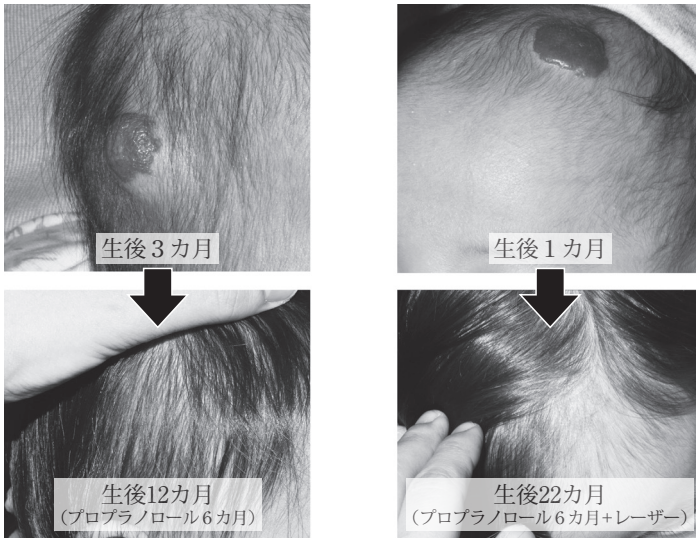 生後３カ月
生後１カ月
生後12カ月
（プロプラノロール６カ月）
生後22カ月
（プロプラノロール６カ月+レーザー）